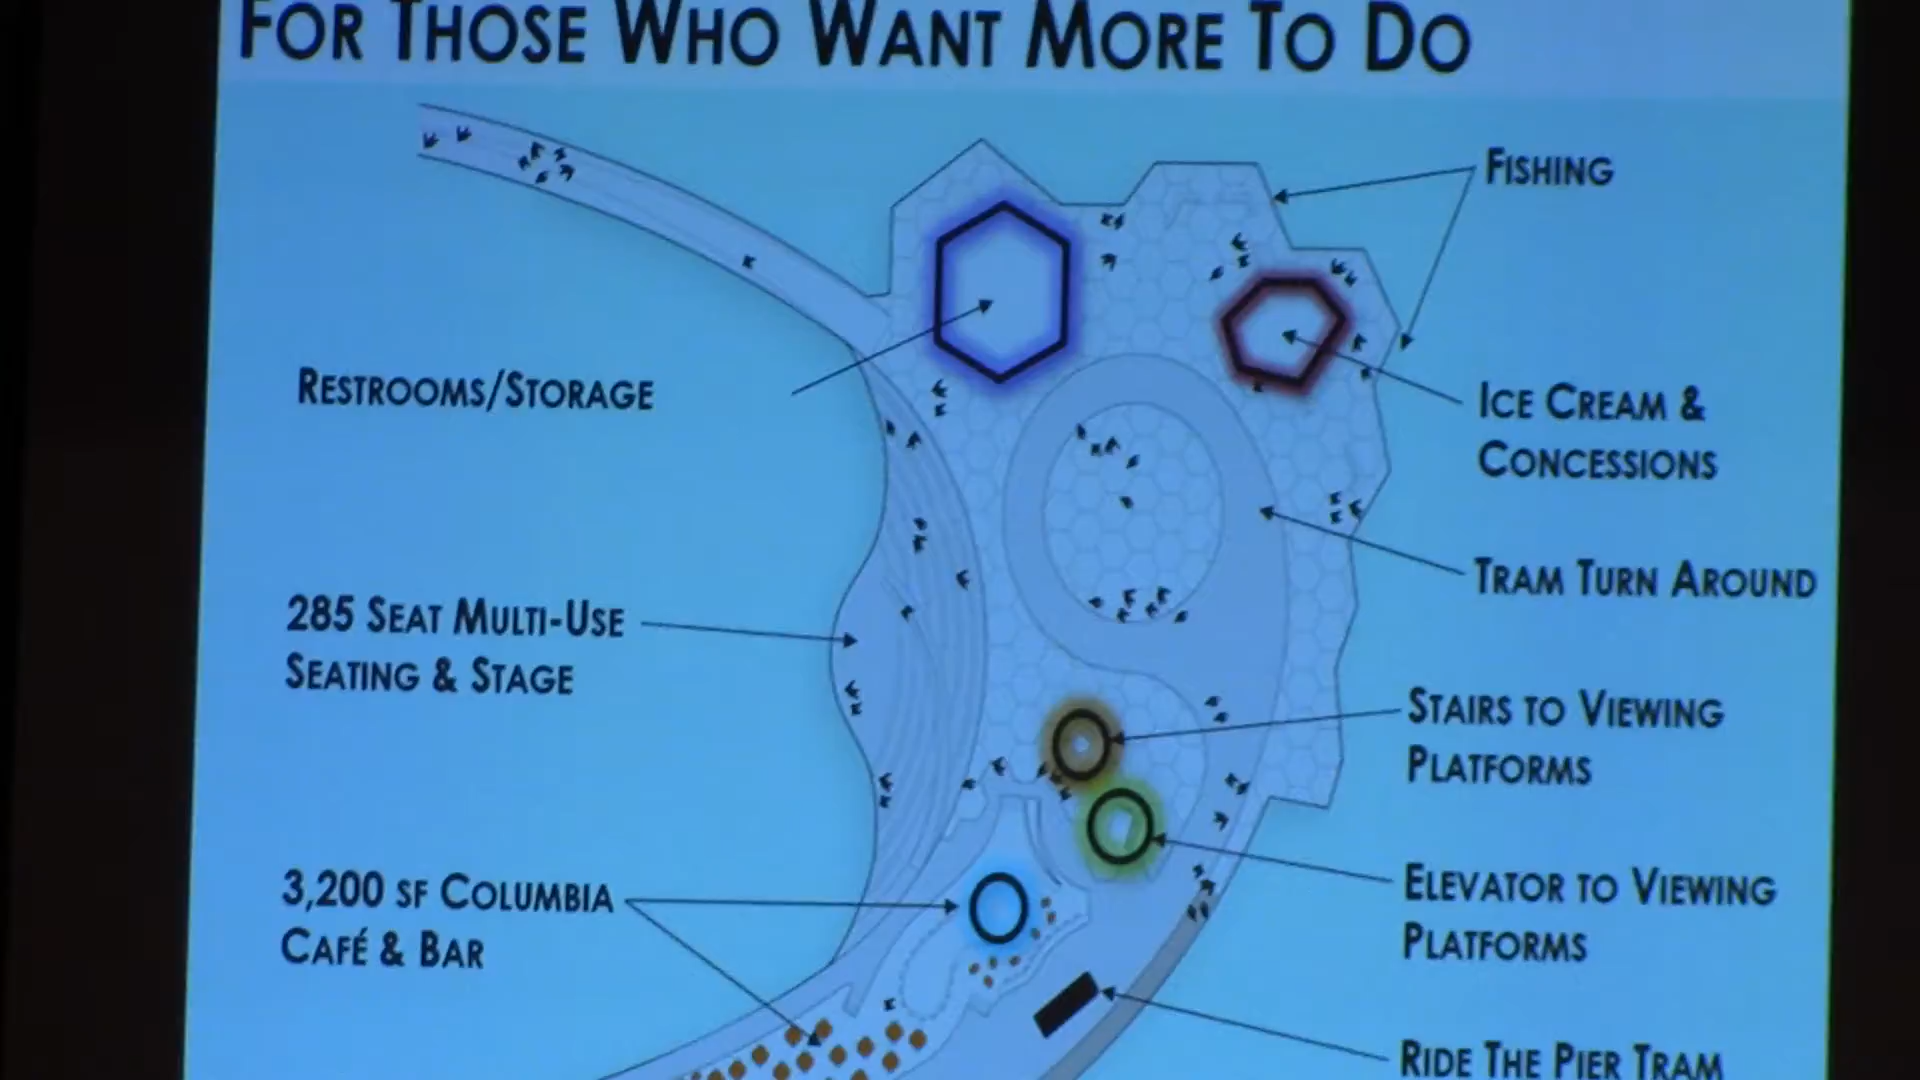 FOR THOSE WHO WANT MORE TO DO
FISHING
RESTROOMS/STORAGE
ICE CREAM &
CONCESSIONS
TRAM TURN AROUND
285 SEAT MULTI-USE
SEATING & STAGE
STAIRS TO VIEWING
PLATFORMS
3,200 SF COLUMBIA
CAFÉ & BAR
ELEVATOR TO VIEWING
PLATFORMS
RIDE THE PIER TRAM